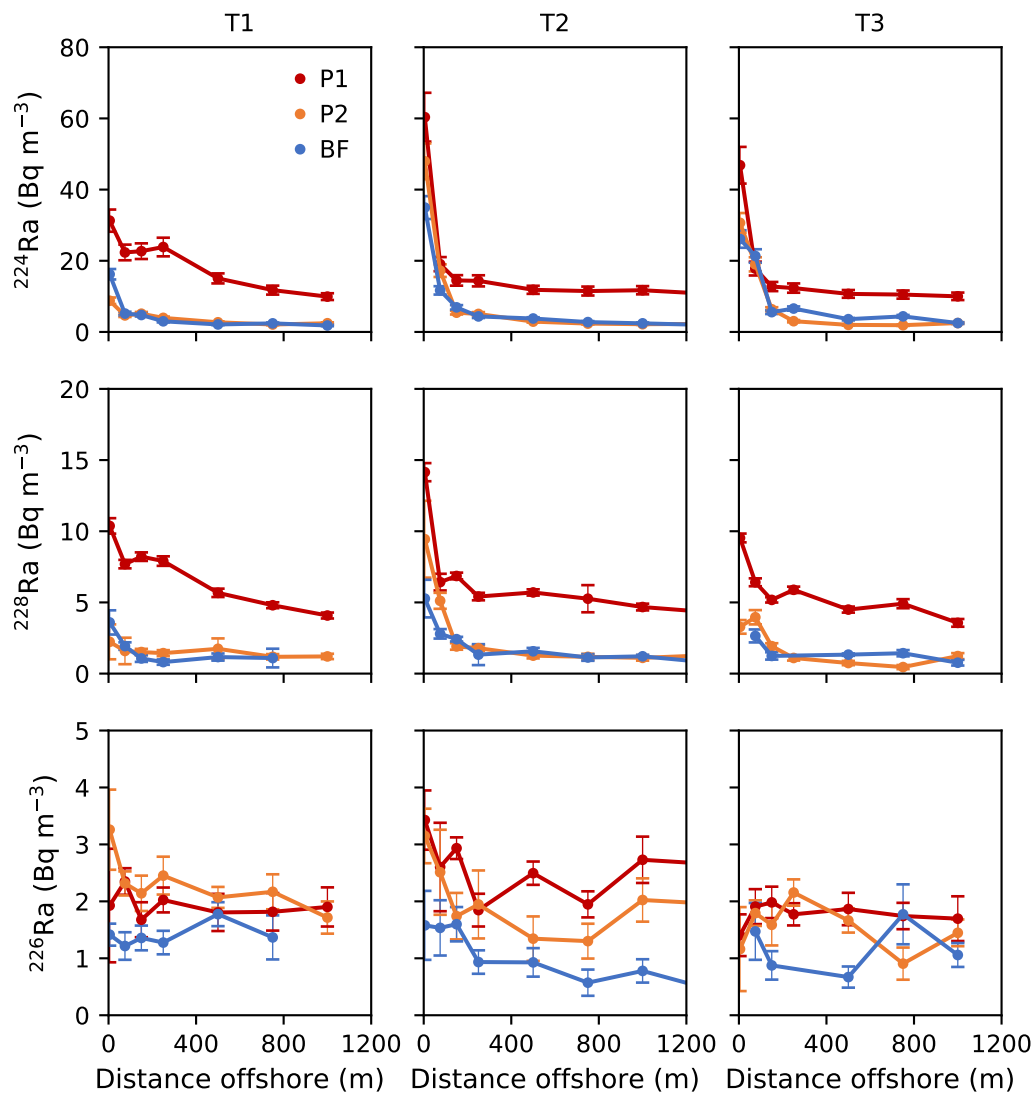 T1 T2 T3
80
60
40
20
0
²²⁴Ra (Bq m⁻³)
P1
P2
BF
20
15
10
5
0
²²⁸Ra (Bq m⁻³)
5
4
3
2
1
0
²²⁶Ra (Bq m⁻³)
0 400 800 1200 0 400 800 1200 0 400 800 1200
Distance offshore (m) Distance offshore (m) Distance offshore (m)